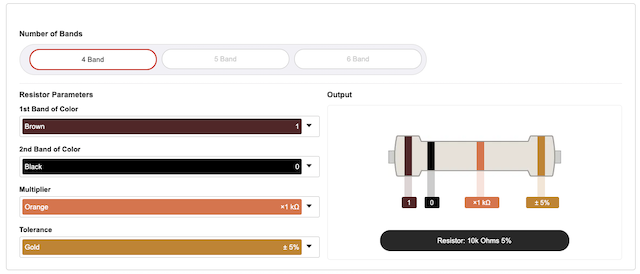 Number of Bands
4 Band
5 Band
6 Band
Resistor Parameters
1st Band of Color
Brown 1
2nd Band of Color
Black 0
Multiplier
Orange ×1 kΩ
Tolerance
Gold ± 5%
Output
1 0 ×1 kΩ ± 5%
Resistor: 10k Ohms 5%